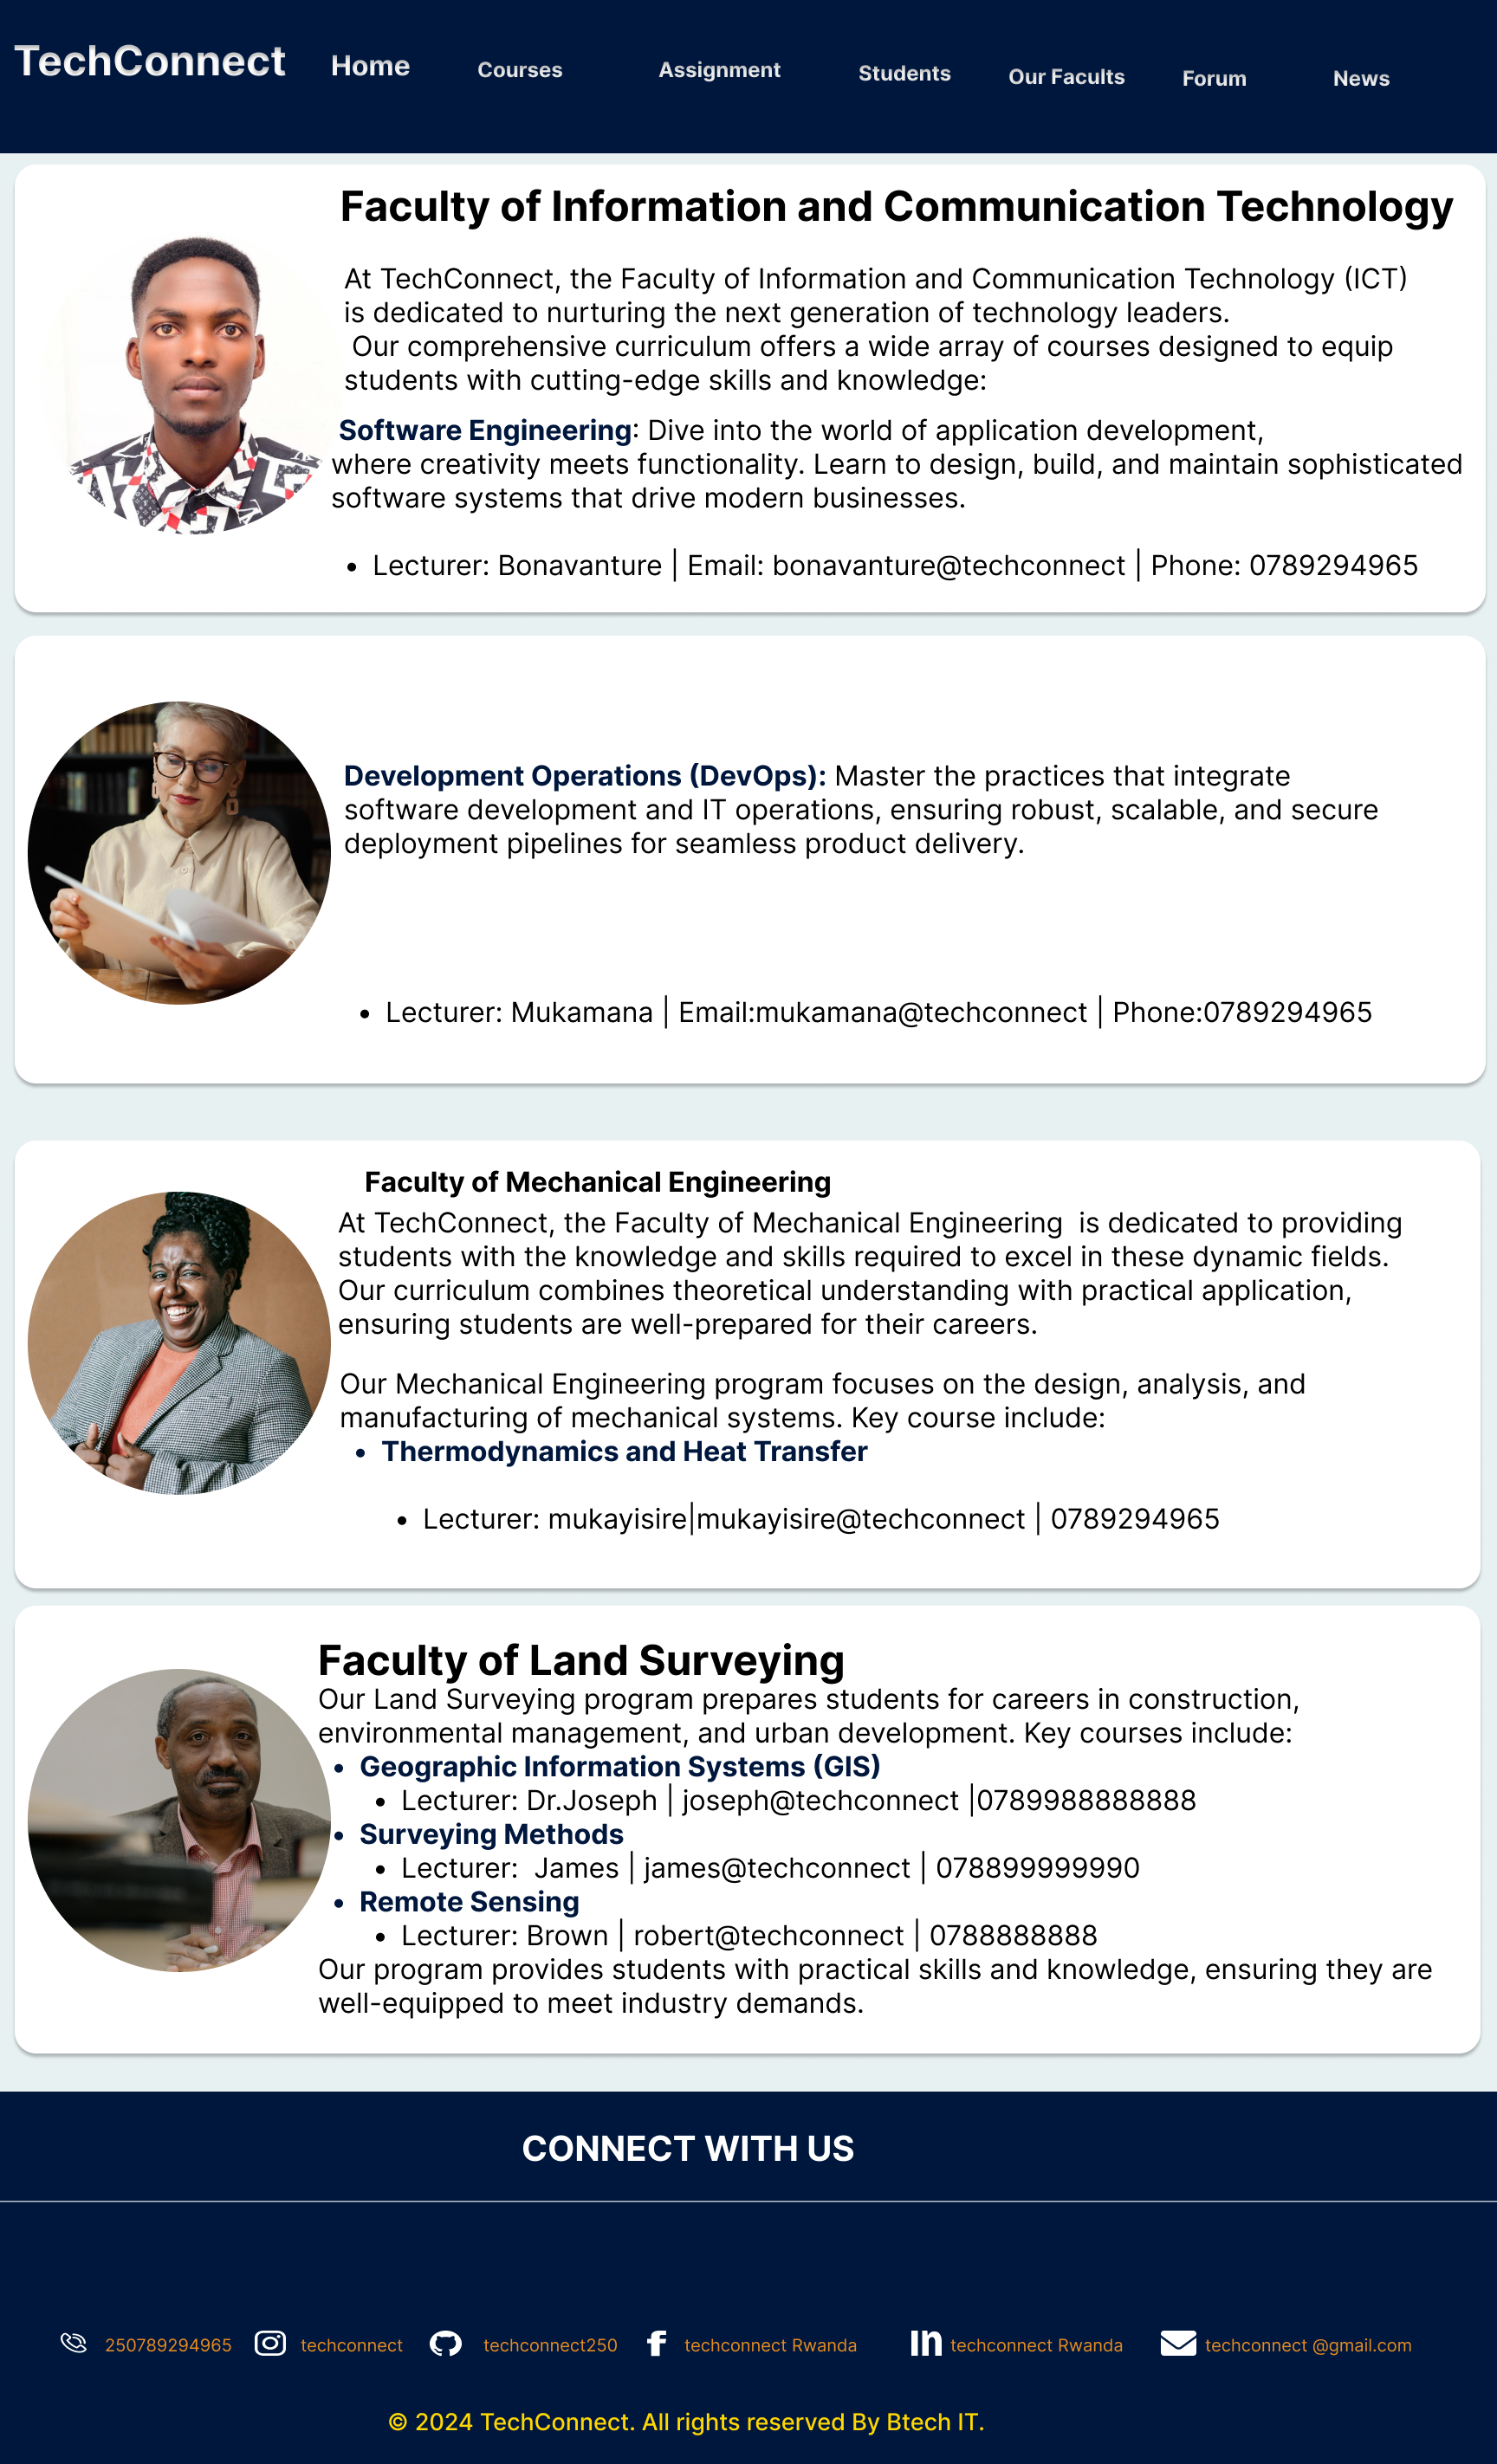 TechConnect Home Courses Assignment Students Our Faculties Forum News
Faculty of Information and Communication Technology
At TechConnect, the Faculty of Information and Communication Technology (ICT)
is dedicated to nurturing the next generation of technology leaders.
Our comprehensive curriculum offers a wide array of courses designed to equip
students with cutting-edge skills and knowledge:
Software Engineering: Dive into the world of application development,
where creativity meets functionality. Learn to design, build, and maintain sophisticated
software systems that drive modern businesses.
• Lecturer: Bonavanture | Email: bonavanture@techconnect | Phone: 0789294965
Development Operations (DevOps): Master the practices that integrate
software development and IT operations, ensuring robust, scalable, and secure
deployment pipelines for seamless product delivery.
• Lecturer: Mukamana | Email:mukamana@techconnect | Phone:0789294965
Faculty of Mechanical Engineering
At TechConnect, the Faculty of Mechanical Engineering is dedicated to providing
students with the knowledge and skills required to excel in these dynamic fields.
Our curriculum combines theoretical understanding with practical application,
ensuring students are well-prepared for their careers.
Our Mechanical Engineering program focuses on the design, analysis, and
manufacturing of mechanical systems. Key course include:
• Thermodynamics and Heat Transfer
• Lecturer: mukayisire|mukayisire@techconnect | 0789294965
Faculty of Land Surveying
Our Land Surveying program prepares students for careers in construction,
environmental management, and urban development. Key courses include:
• Geographic Information Systems (GIS)
• Lecturer: Dr.Joseph | joseph@techconnect |0789988888888
• Surveying Methods
• Lecturer: James | james@techconnect | 078899999990
• Remote Sensing
• Lecturer: Brown | robert@techconnect | 0788888888
Our program provides students with practical skills and knowledge, ensuring they are
well-equipped to meet industry demands.
CONNECT WITH US
250789294965 techconnect techconnect250 techconnect Rwanda techconnect Rwanda techconnect @gmail.com
© 2024 TechConnect. All rights reserved By Btech IT.